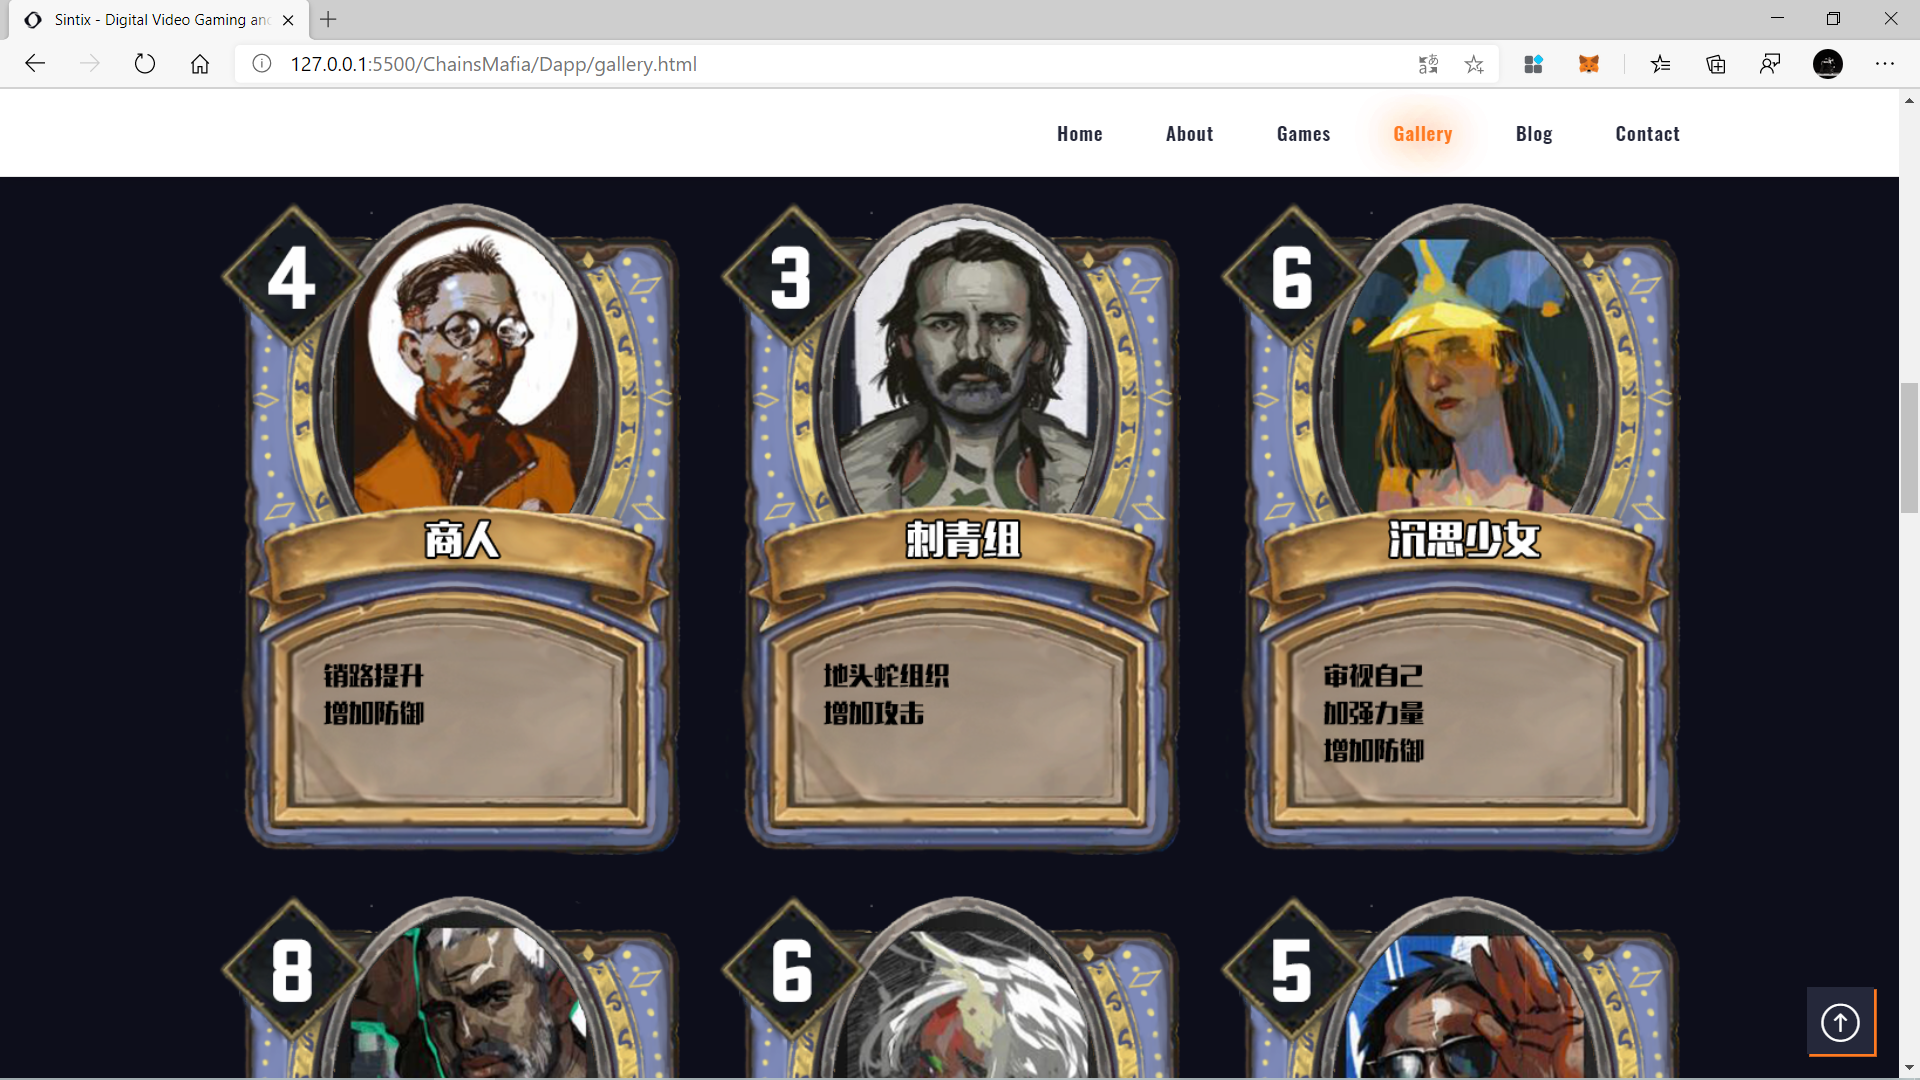 Sintix - Digital Video Gaming and
127.0.0.1:5500/ChainsMafia/Dapp/gallery.html
Home About Games Gallery Blog Contact
4 3 6
商人 刺青组 沉思少女
销路提升
增加防御
地头蛇组织
增加攻击
审视自己
加强力量
增加防御
8 6 5